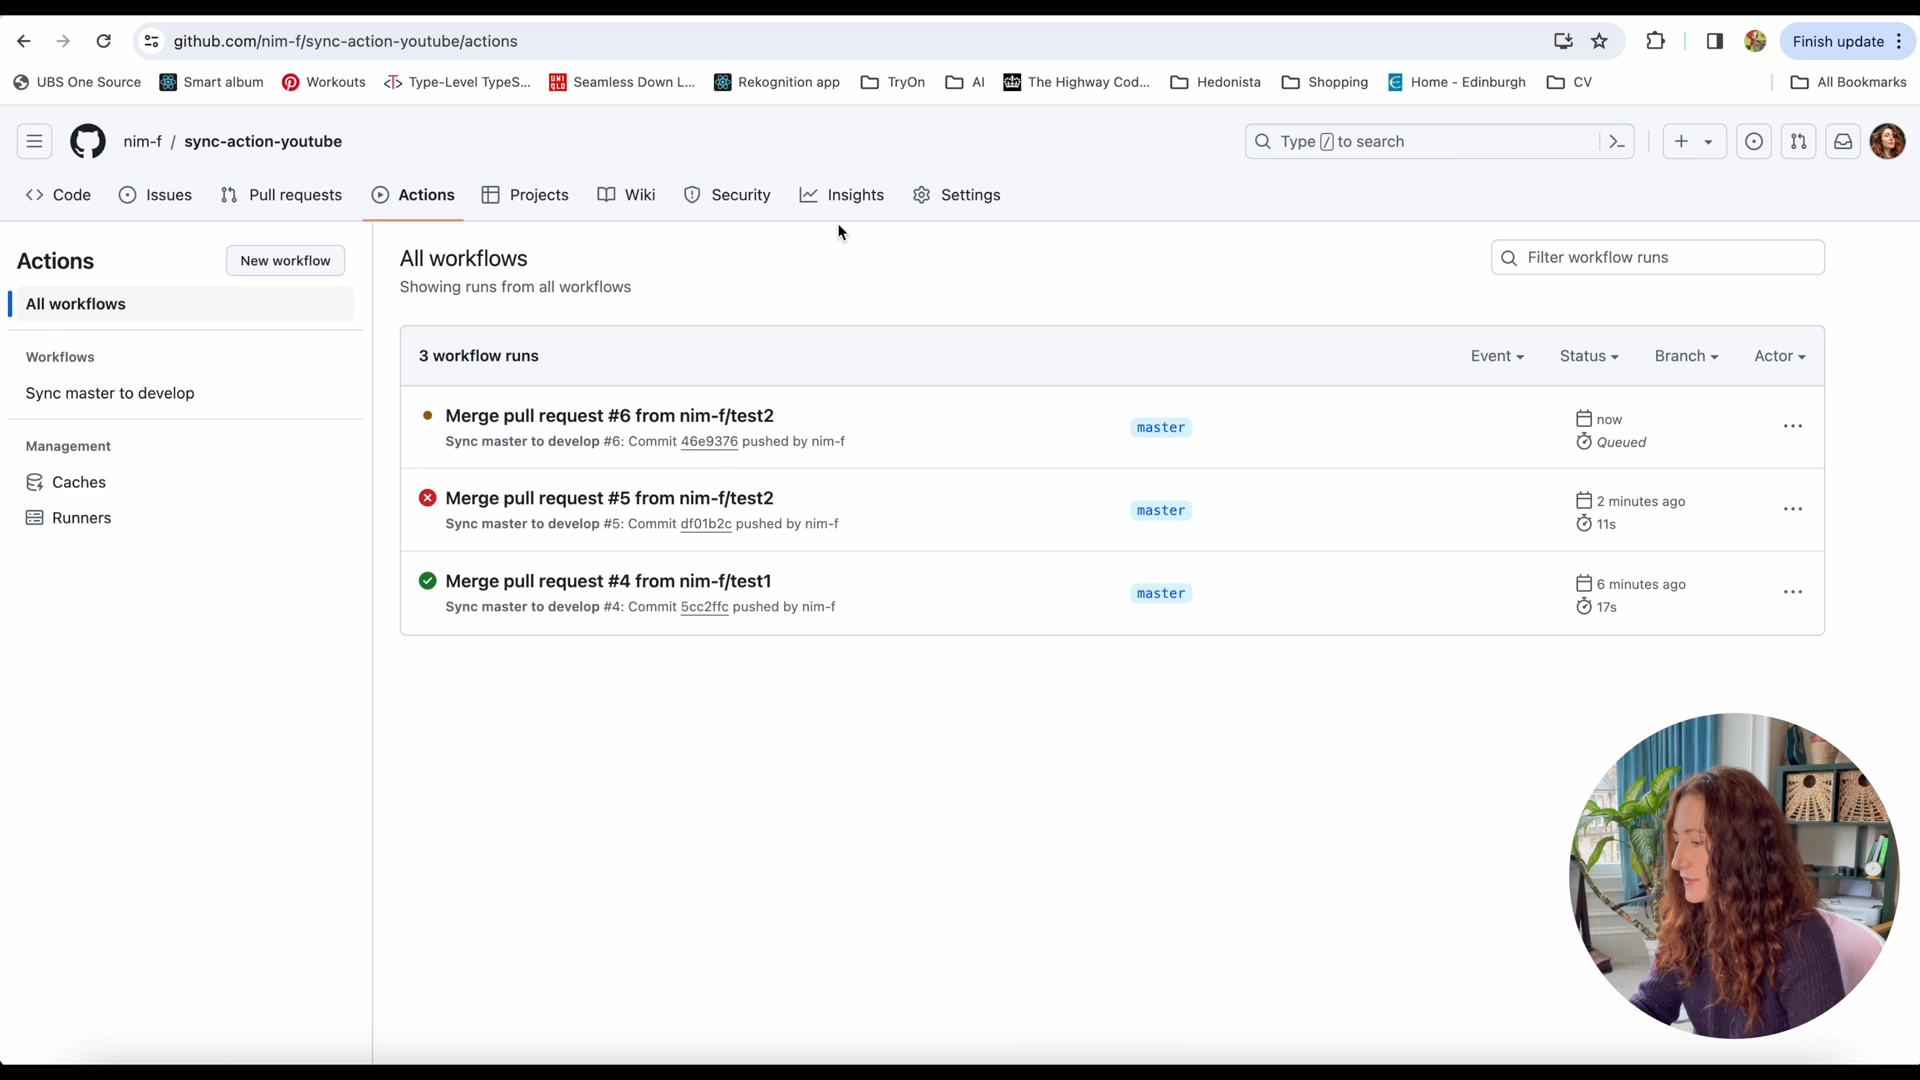 github.com/nim-f/sync-action-youtube/actions
Finish update
UBS One Source
Smart album
Workouts
Type-Level TypeS...
Seamless Down L...
Rekognition app
TryOn
AI
The Highway Cod...
Hedonista
Shopping
Home - Edinburgh
CV
All Bookmarks
nim-f / sync-action-youtube
Type / to search
Code
Issues
Pull requests
Actions
Projects
Wiki
Security
Insights
Settings
Actions
New workflow
All workflows
Workflows
Sync master to develop
Management
Caches
Runners
All workflows
Showing runs from all workflows
Filter workflow runs
3 workflow runs
Event
Status
Branch
Actor
Merge pull request #6 from nim-f/test2
Sync master to develop #6: Commit 46e9376 pushed by nim-f
master
now
Queued
Merge pull request #5 from nim-f/test2
Sync master to develop #5: Commit df01b2c pushed by nim-f
master
2 minutes ago
11s
Merge pull request #4 from nim-f/test1
Sync master to develop #4: Commit 5cc2ffc pushed by nim-f
master
6 minutes ago
17s